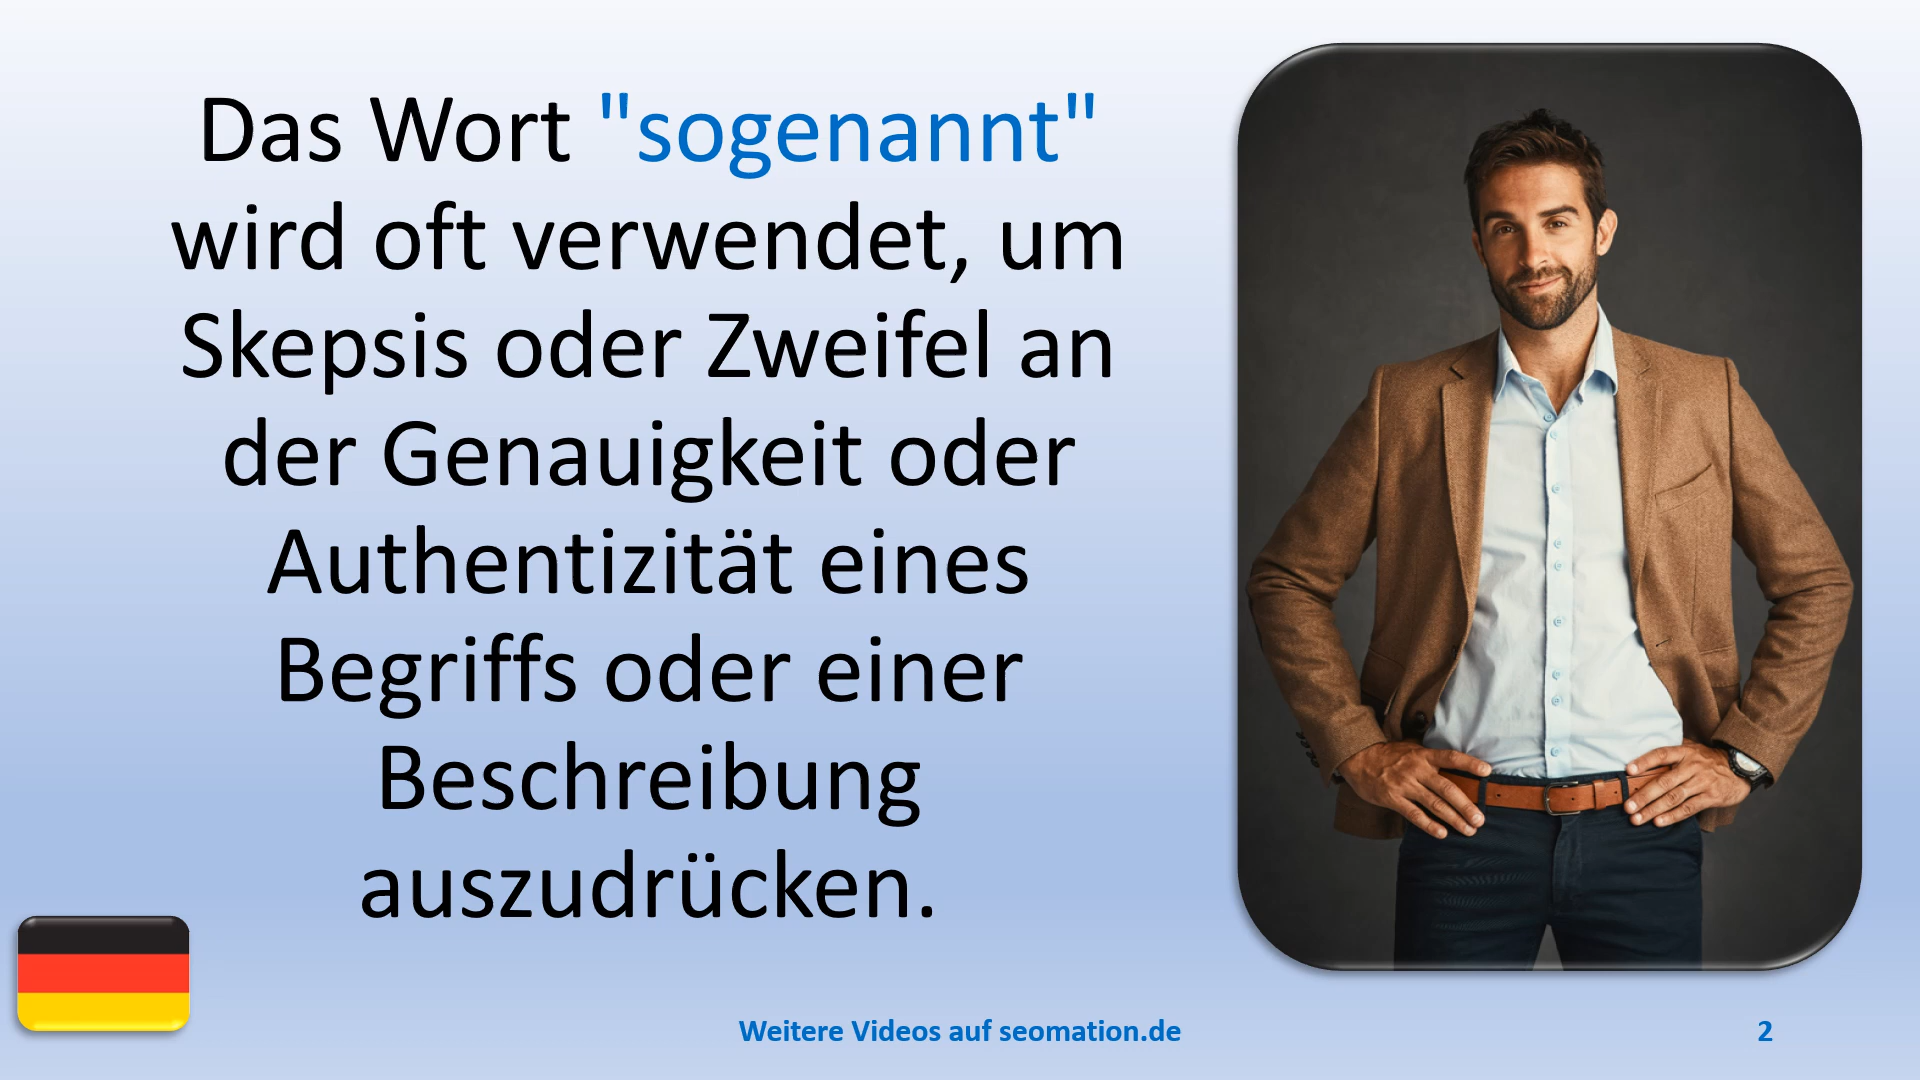 Das Wort "sogenannt"
wird oft verwendet, um
Skepsis oder Zweifel an
der Genauigkeit oder
Authentizität eines
Begriffs oder einer
Beschreibung
auszudrücken.
Weitere Videos auf seomation.de
2